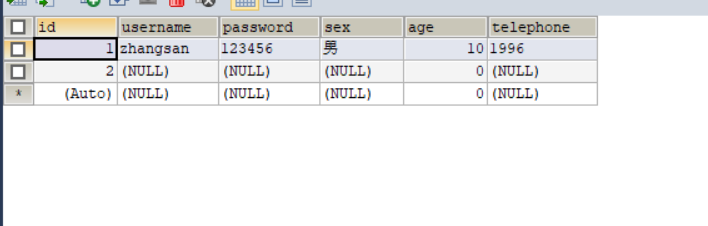 id username password sex age telephone
1 zhangsan 123456 男 10 1996
2 (NULL) (NULL) (NULL) 0 (NULL)
* (Auto) (NULL) (NULL) (NULL) 0 (NULL)